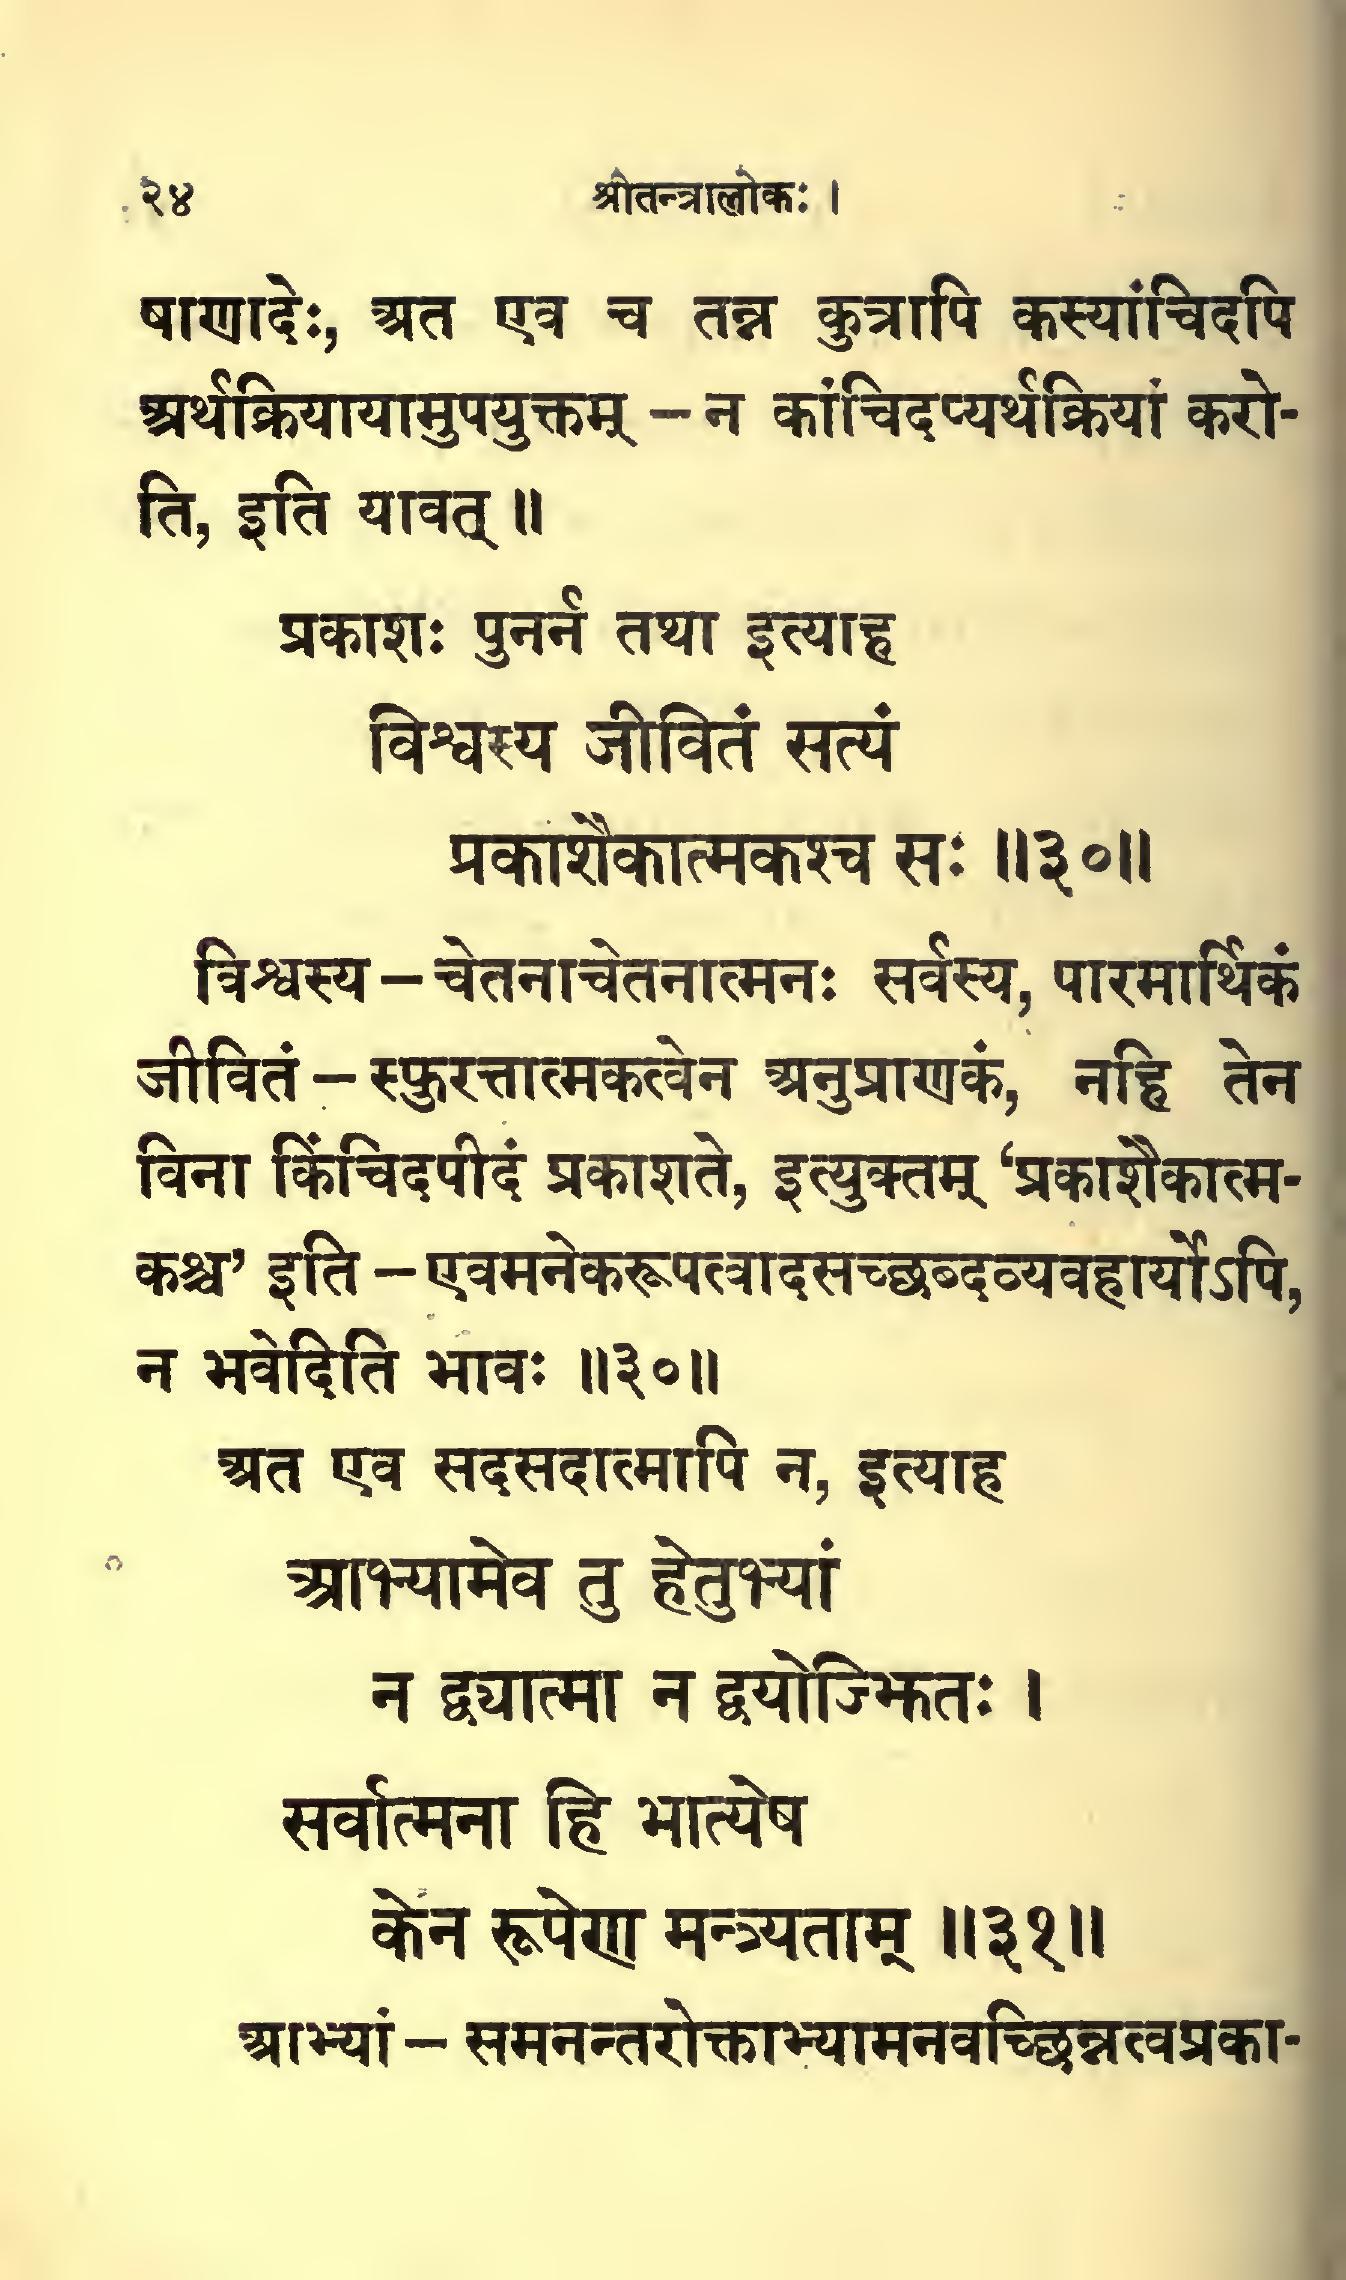 २४ श्रीतन्त्रालोकः ।
षाणादेः, अत एव च तन्न कुत्रापि कस्यांचिदपि
अर्थक्रियायामुपयुक्तम् – न कांचिदप्यर्थक्रियां करो-
ति, इति यावत् ॥
प्रकाशः पुनर्न तथा इत्याह
विश्वस्य जीवितं सत्यं
प्रकाशैकात्मकश्च सः ॥३०॥
विश्वस्य – चेतनाचेतनात्मनः सर्वस्य, पारमार्थिकं
जीवितं – स्फुरत्तात्मकत्वेन अनुप्राणकं, नहि तेन
विना किंचिदपीदं प्रकाशते, इत्युक्तम् ‘प्रकाशैकात्म-
कश्च’ इति – एवमनेकरूपत्वादसच्छब्दव्यवहार्योऽपि,
न भवेदिति भावः ॥३०॥
अत एव सदसदात्मापि न, इत्याह
आभ्यामेव तु हेतुभ्यां
न द्व्यात्मा न द्वयोज्झितः ।
सर्वात्मना हि भात्येष
केन रूपेण मन्त्र्यताम् ॥३१॥
आभ्यां – समनन्तरोक्ताभ्यामनवच्छिन्नत्वप्रका-